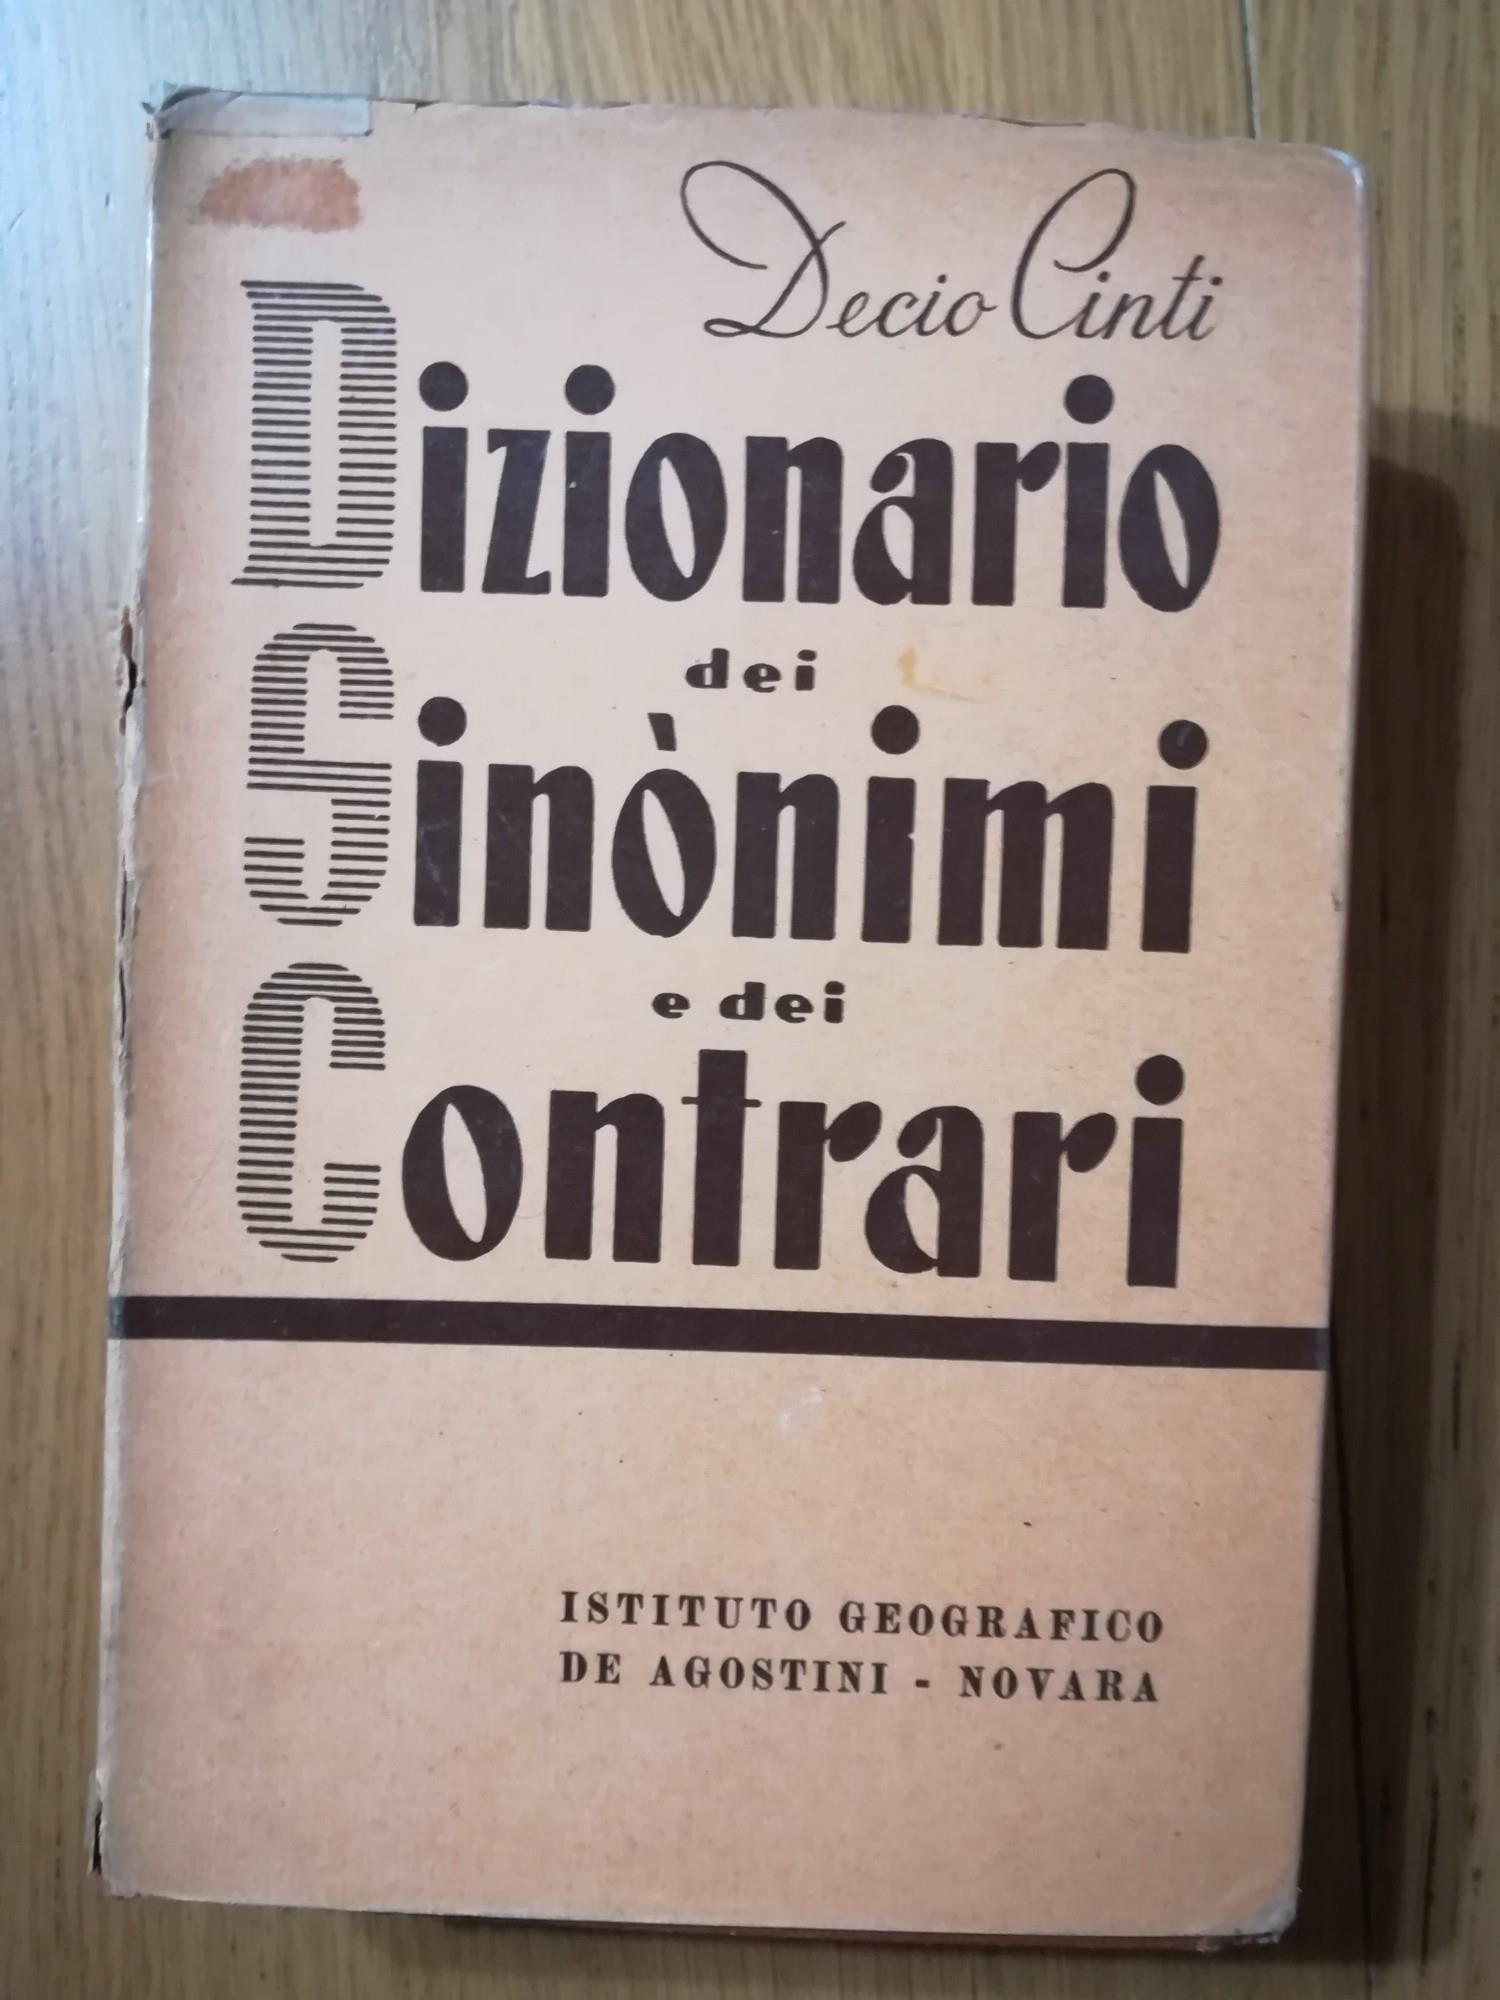 Decio Cinti
Dizionario
dei
Sinònimi
e dei
Contrari
ISTITUTO GEOGRAFICO
DE AGOSTINI - NOVARA